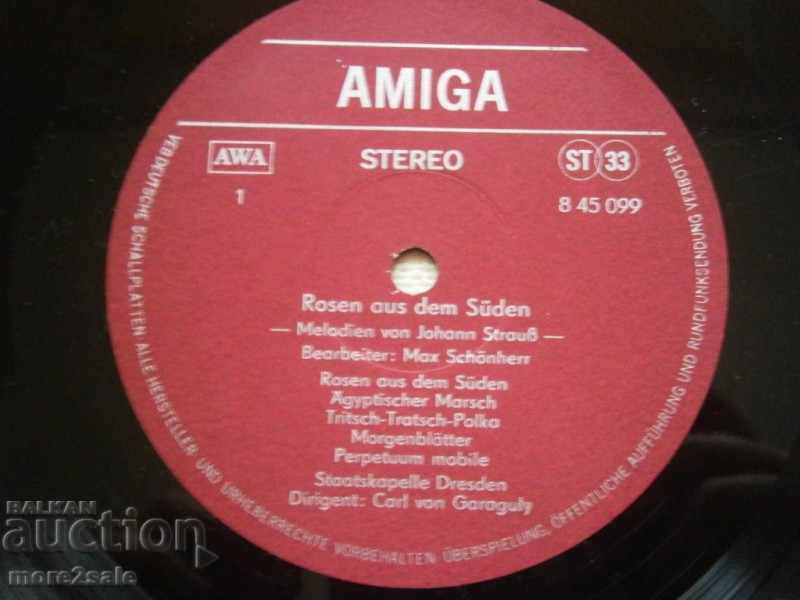 AMIGA
AWA
STEREO
ST 33
1
8 45 099
Rosen aus dem Süden
— Melodien von Johann Strauß —
Bearbeiter: Max Schönherr
Rosen aus dem Süden
Ägyptischer Marsch
Tritsch-Tratsch-Polka
Morgenblätter
Perpetuum mobile
Staatskapelle Dresden
Dirigent: Carl von Garaguly
VEB DEUTSCHE SCHALLPLATTEN ALLE HERSTELLER- UND URHEBERRECHTE VORBEHALTEN · ÜBERSPIELUNG, ÖFFENTLICHE AUFFÜHRUNG UND RUNDFUNKSENDUNG VERBOTEN
BALKAN
auction
more2sale